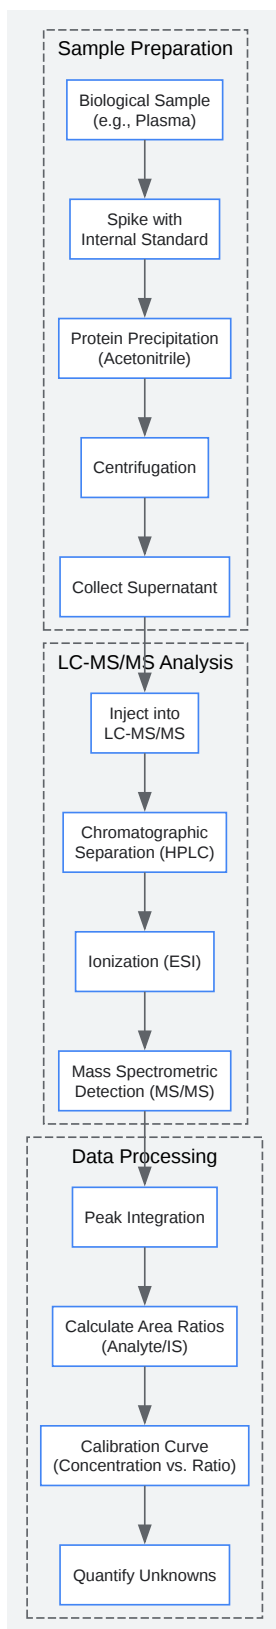 Sample Preparation
Biological Sample
(e.g., Plasma)
Spike with
Internal Standard
Protein Precipitation
(Acetonitrile)
Centrifugation
Collect Supernatant
LC-MS/MS Analysis
Inject into
LC-MS/MS
Chromatographic
Separation (HPLC)
Ionization (ESI)
Mass Spectrometric
Detection (MS/MS)
Data Processing
Peak Integration
Calculate Area Ratios
(Analyte/IS)
Calibration Curve
(Concentration vs. Ratio)
Quantify Unknowns